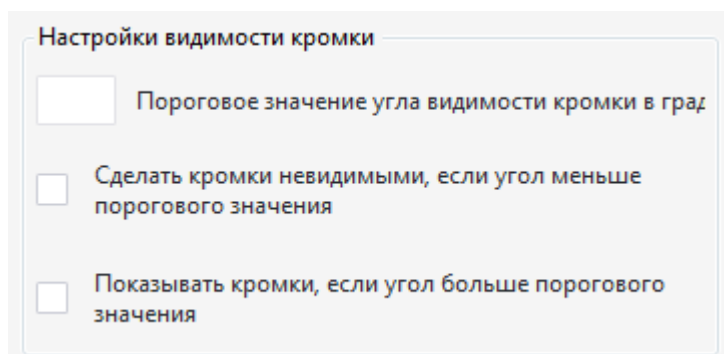 Настройки видимости кромки
Пороговое значение угла видимости кромки в град
Сделать кромки невидимыми, если угол меньше
порогового значения
Показывать кромки, если угол больше порогового
значения